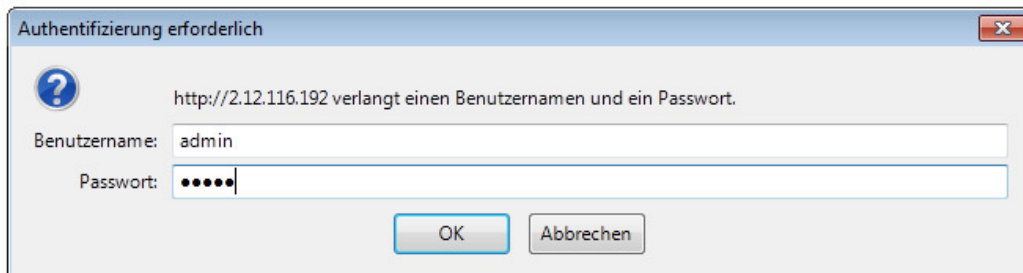 Authentifizierung erforderlich
http://2.12.116.192 verlangt einen Benutzernamen und ein Passwort.
Benutzername: admin
Passwort: •••••
OK Abbrechen